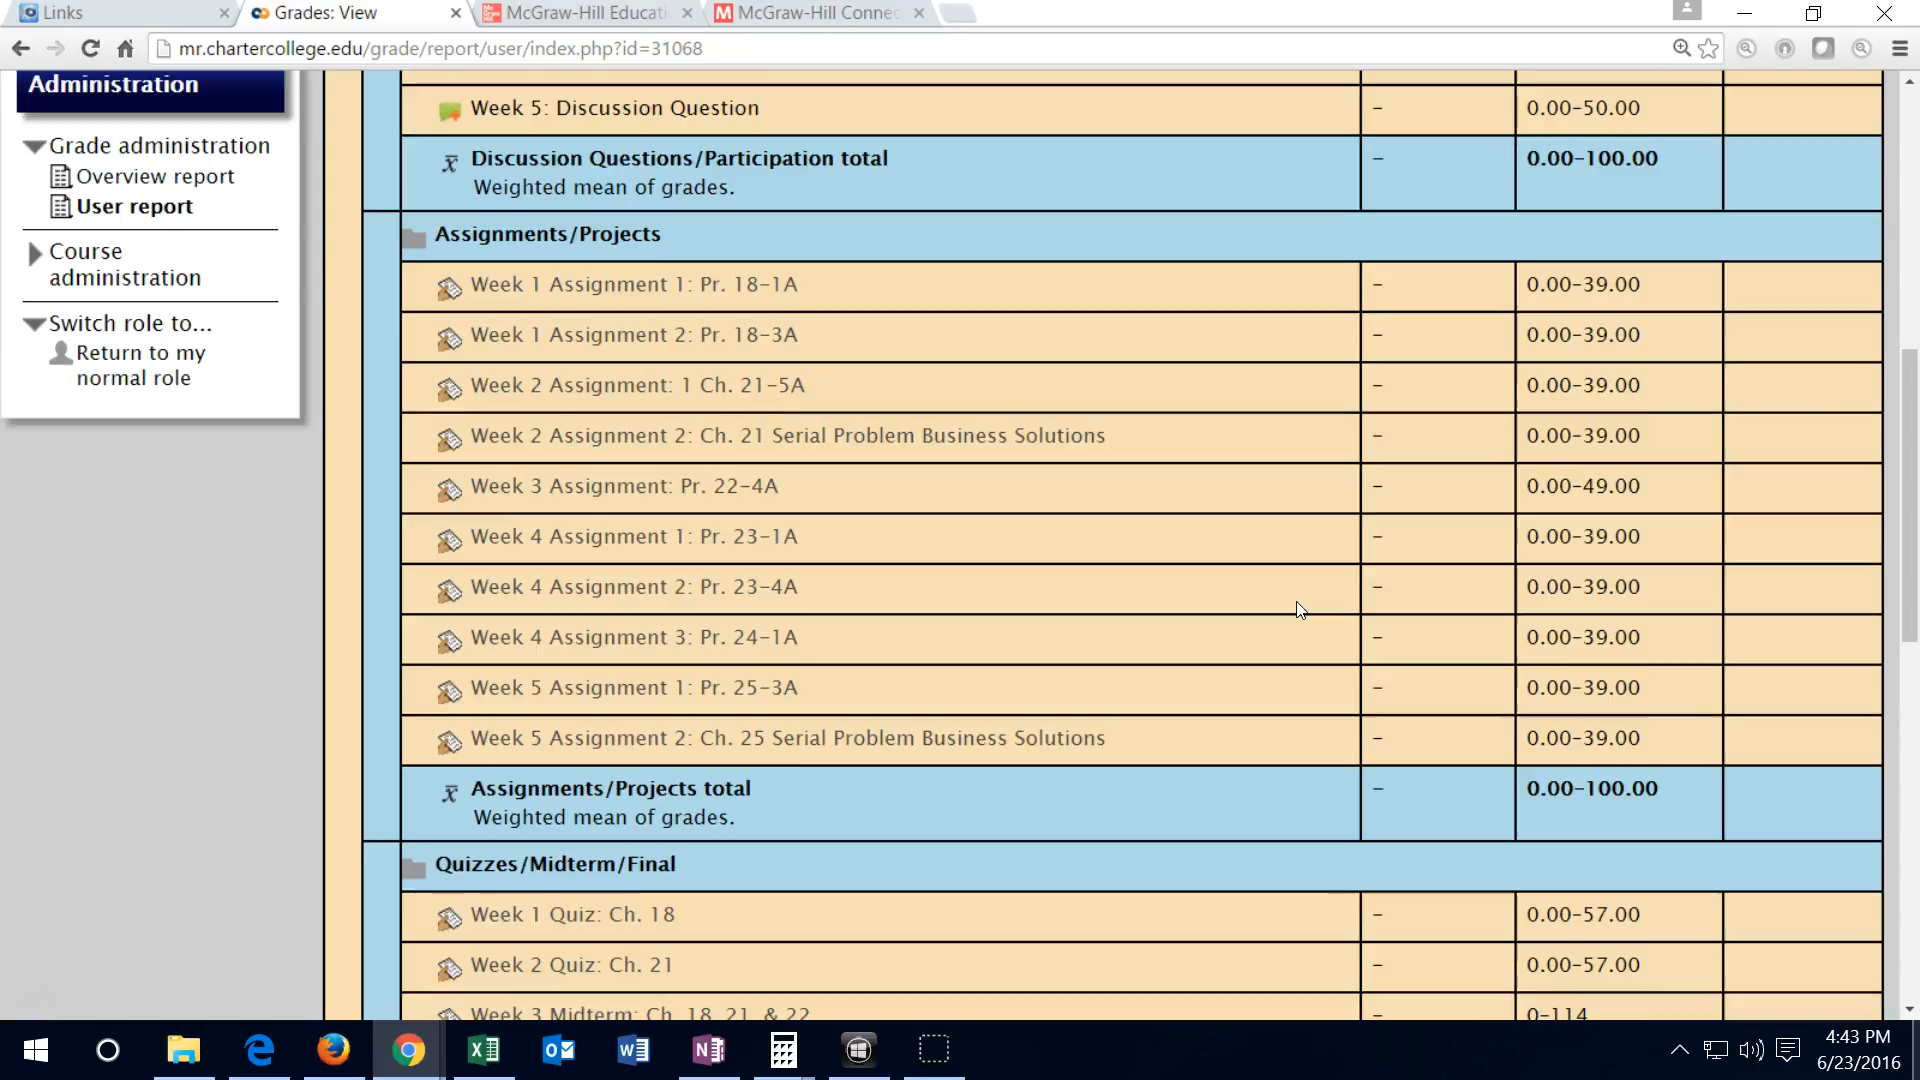 Links
Grades: View
McGraw-Hill Educati
McGraw-Hill Connec
mr.chartercollege.edu/grade/report/user/index.php?id=31068
Administration
Grade administration
Overview report
User report
Course
administration
Switch role to...
Return to my
normal role
Week 5: Discussion Question - 0.00-50.00
Discussion Questions/Participation total - 0.00-100.00
Weighted mean of grades.
Assignments/Projects
Week 1 Assignment 1: Pr. 18-1A - 0.00-39.00
Week 1 Assignment 2: Pr. 18-3A - 0.00-39.00
Week 2 Assignment: 1 Ch. 21-5A - 0.00-39.00
Week 2 Assignment 2: Ch. 21 Serial Problem Business Solutions - 0.00-39.00
Week 3 Assignment: Pr. 22-4A - 0.00-49.00
Week 4 Assignment 1: Pr. 23-1A - 0.00-39.00
Week 4 Assignment 2: Pr. 23-4A - 0.00-39.00
Week 4 Assignment 3: Pr. 24-1A - 0.00-39.00
Week 5 Assignment 1: Pr. 25-3A - 0.00-39.00
Week 5 Assignment 2: Ch. 25 Serial Problem Business Solutions - 0.00-39.00
Assignments/Projects total - 0.00-100.00
Weighted mean of grades.
Quizzes/Midterm/Final
Week 1 Quiz: Ch. 18 - 0.00-57.00
Week 2 Quiz: Ch. 21 - 0.00-57.00
Week 3 Midterm: Ch. 18, 21, & 22 - 0-114
4:43 PM
6/23/2016